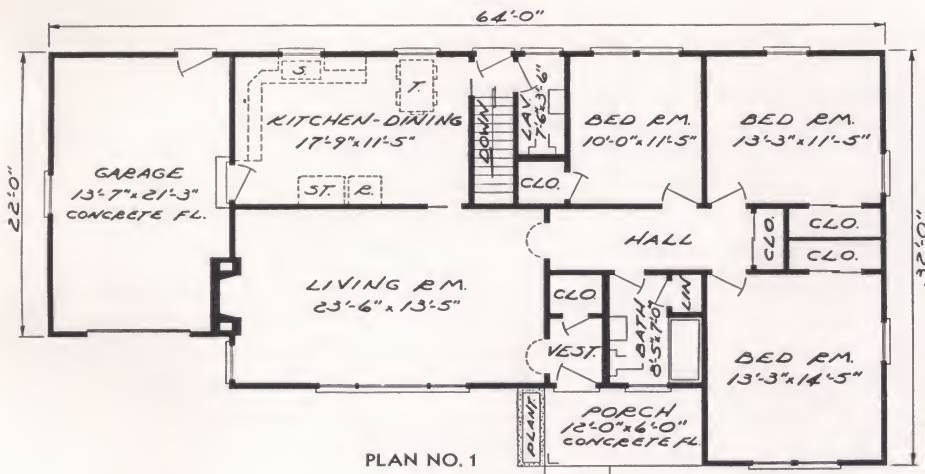 64'-0"
22'-0"
32'-0"
S.
T.
KITCHEN-DINING
17'-9"x11'-5"
ST.
R.
DOWN
LAV.
7'-6"x3'-6"
CLO.
BED RM.
10'-0"x11'-5"
BED RM.
13'-3"x11'-5"
GARAGE
13'-7"x21'-3"
CONCRETE FL.
HALL
CLO.
CLO.
CLO.
LIVING RM.
23'-6" x 13'-5"
CLO.
VEST.
BATH
8'-5"x7'-0"
LIN
BED RM.
13'-3"x14'-5"
PLANT.
PORCH
12'-0"x6'-0"
CONCRETE FL.
PLAN NO. 1